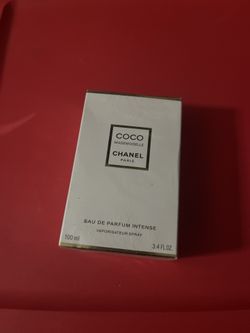 COCO
MADEMOISELLE
CHANEL
PARIS
EAU DE PARFUM INTENSE
VAPORISATEUR SPRAY
100 ml
3.4 FL.OZ.